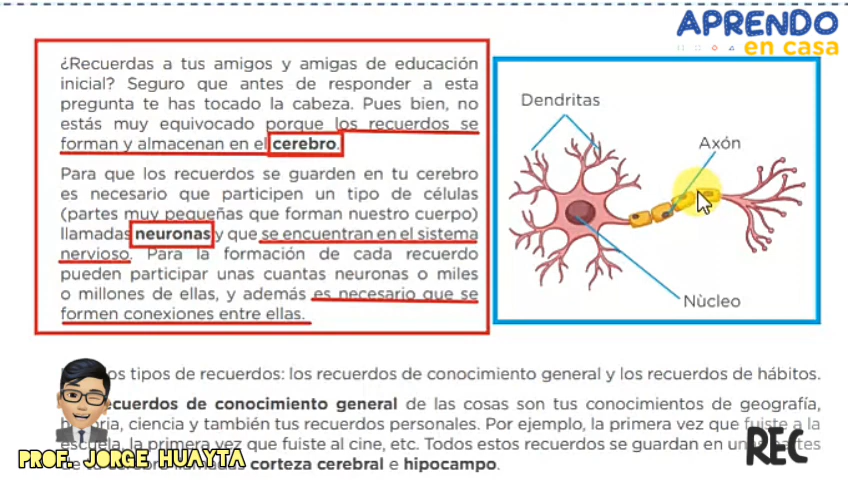 APRENDO
en casa
¿Recuerdas a tus amigos y amigas de educación
inicial? Seguro que antes de responder a esta
pregunta te has tocado la cabeza. Pues bien, no
estás muy equivocado porque los recuerdos se
forman y almacenan en el cerebro.
Para que los recuerdos se guarden en tu cerebro
es necesario que participen un tipo de células
(partes muy pequeñas que forman nuestro cuerpo)
llamadas neuronas y que se encuentran en el sistema
nervioso. Para la formación de cada recuerdo
pueden participar unas cuantas neuronas o miles
o millones de ellas, y además es necesario que se
formen conexiones entre ellas.
Dendritas
Axón
Nùcleo
tipos de recuerdos: los recuerdos de conocimiento general y los recuerdos de hábitos.
recuerdos de conocimiento general de las cosas son tus conocimientos de geografía,
ciencia y también tus recuerdos personales. Por ejemplo, la primera vez que fuiste a la
escuela, la primera vez que fuiste al cine, etc. Todos estos recuerdos se guardan en
corteza cerebral e hipocampo.
PROF. JORGE HUAYTA
REC